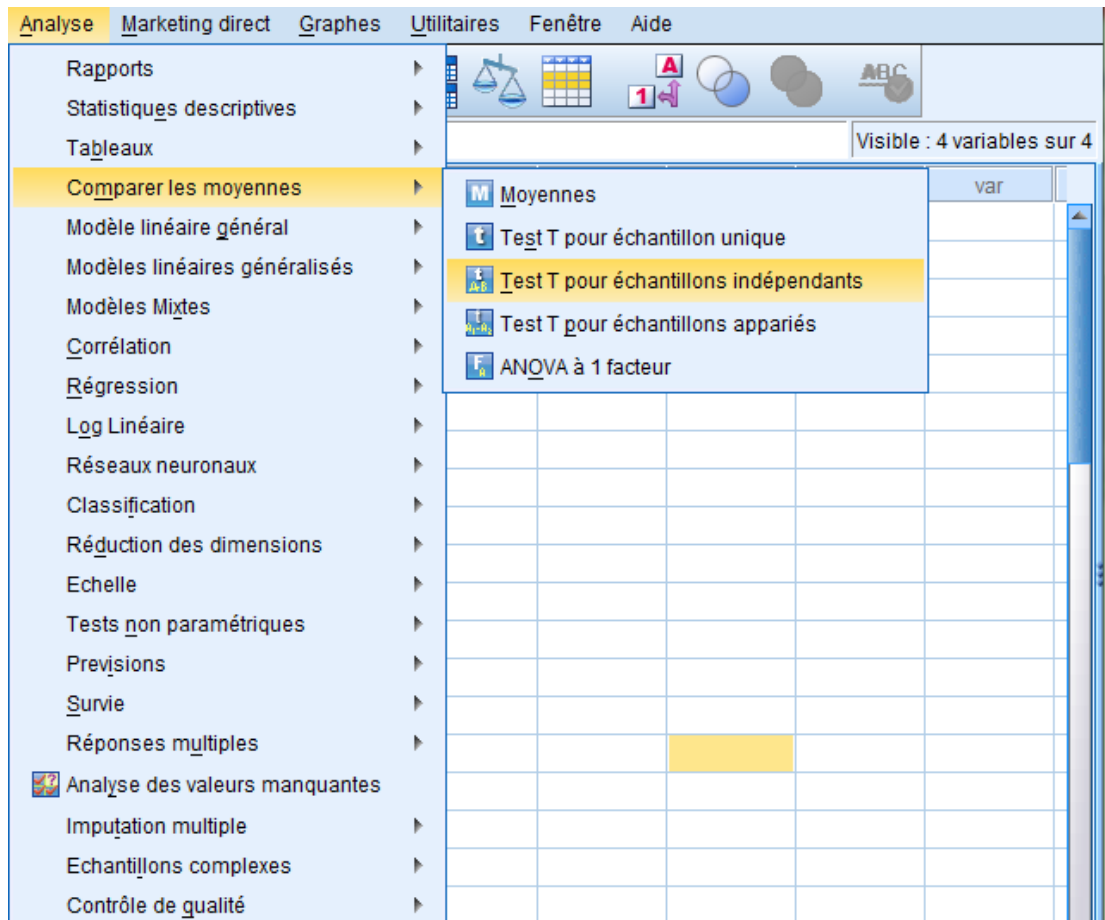 Analyse Marketing direct Graphes Utilitaires Fenêtre Aide
Rapports
Statistiques descriptives
Tableaux
Comparer les moyennes
Modèle linéaire général
Modèles linéaires généralisés
Modèles Mixtes
Corrélation
Régression
Log Linéaire
Réseaux neuronaux
Classification
Réduction des dimensions
Echelle
Tests non paramétriques
Previsions
Survie
Réponses multiples
Analyse des valeurs manquantes
Imputation multiple
Echantillons complexes
Contrôle de qualité
A
1
ABC
Visible : 4 variables sur 4
var
M Moyennes
t Test T pour échantillon unique
Test T pour échantillons indépendants
Test T pour échantillons appariés
ANOVA à 1 facteur